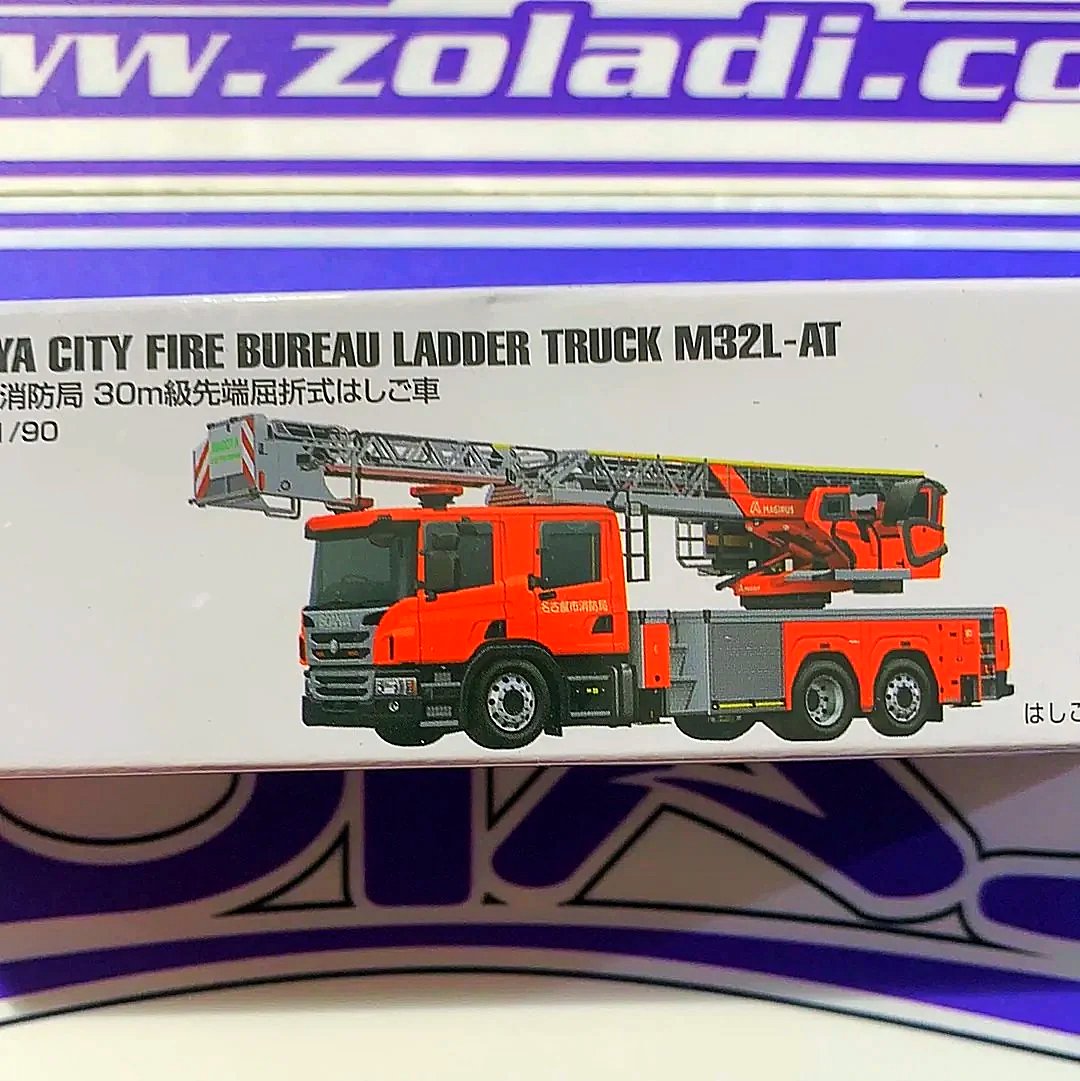 ww.zoladi.co
YA CITY FIRE BUREAU LADDER TRUCK M32L-AT
消防局 30m級先端屈折式はしご車
1/90
MAGIRUS
名古屋市消防局
はしご